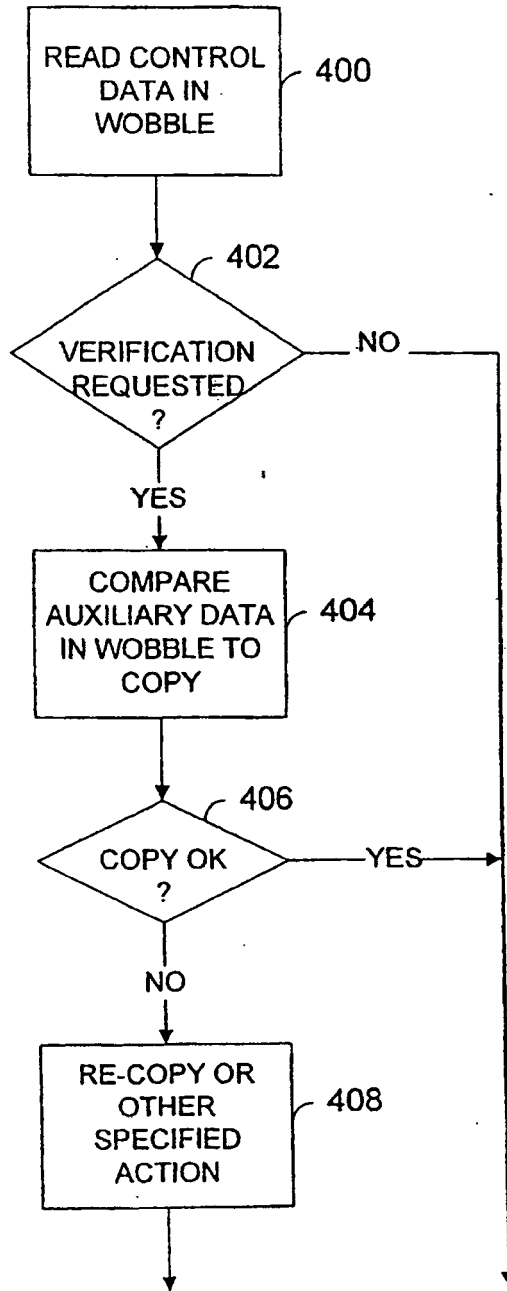 READ CONTROL
DATA IN
WOBBLE
400
402
VERIFICATION
REQUESTED
?
NO
YES
COMPARE
AUXILIARY DATA
IN WOBBLE TO
COPY
404
406
COPY OK
?
YES
NO
RE-COPY OR
OTHER
SPECIFIED
ACTION
408